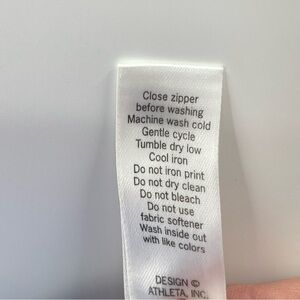 Close zipper
before washing
Machine wash cold
Gentle cycle
Tumble dry low
Cool iron
Do not iron print
Do not dry clean
Do not bleach
Do not use
fabric softener
Wash inside out
with like colors
DESIGN ©
ATHLETA, INC